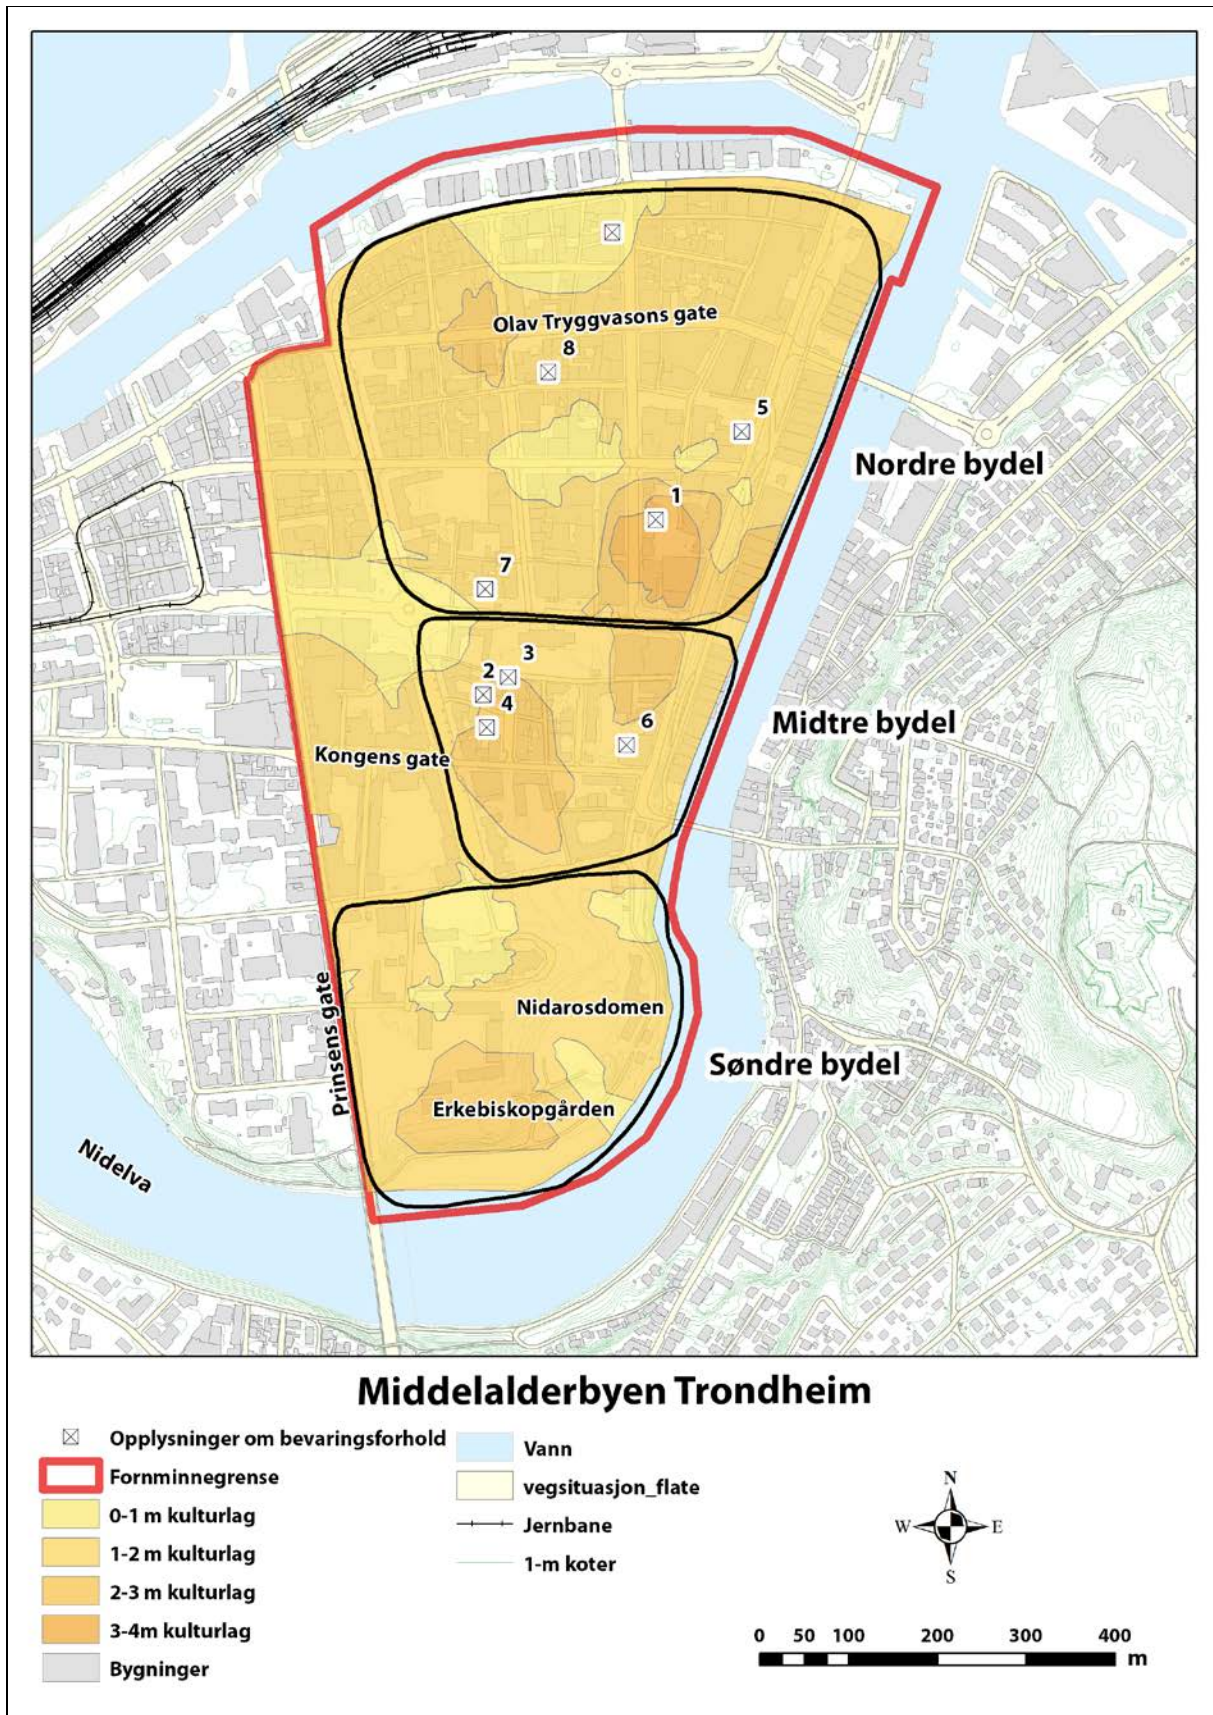 Olav Tryggvasons gate
8
5
Nordre bydel
1
7
3
2
4
6
Midtre bydel
Kongens gate
Prinsens gate
Nidarosdomen
Søndre bydel
Erkebiskopgården
Nidelva
Middelalderbyen Trondheim
Opplysninger om bevaringsforhold
Fornminnegrense
0-1 m kulturlag
1-2 m kulturlag
2-3 m kulturlag
3-4m kulturlag
Bygninger
Vann
vegsituasjon_flate
Jernbane
1-m koter
N
W E
S
0 50 100 200 300 400
m